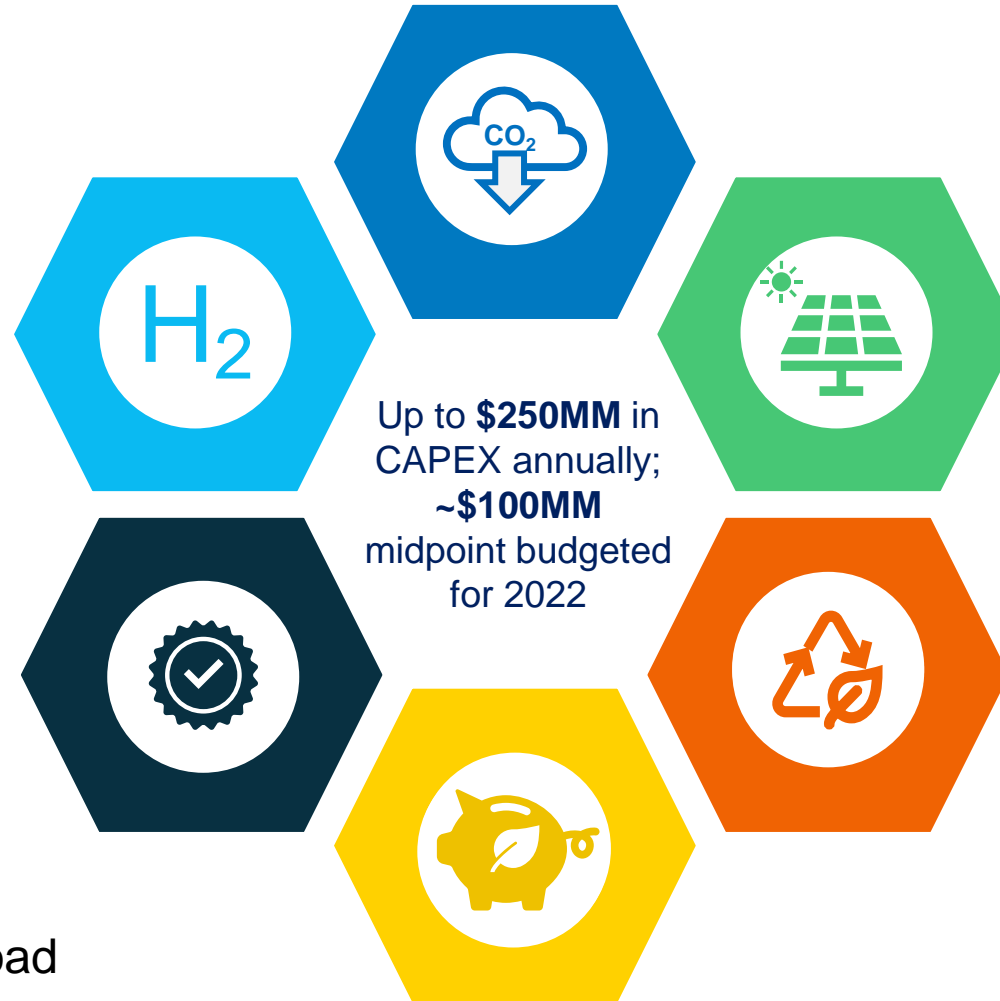 CO₂
H₂
Up to $250MM in
CAPEX annually;
~$100MM
midpoint budgeted
for 2022